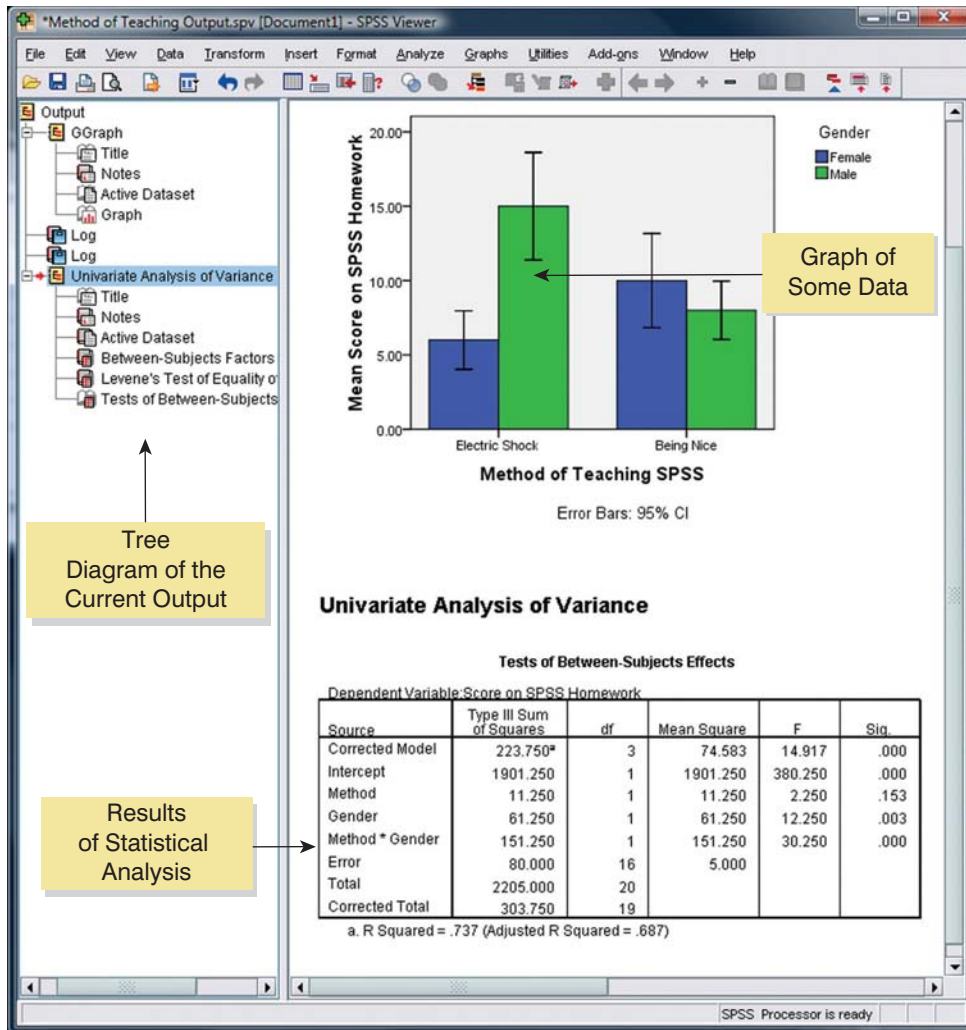 *Method of Teaching Output.spv [Document1] - SPSS Viewer
File Edit View Data Transform Insert Format Analyze Graphs Utilities Add-ons Window Help
Output
GGraph
Title
Notes
Active Dataset
Graph
Log
Log
Univariate Analysis of Variance
Title
Notes
Active Dataset
Between-Subjects Factors
Levene's Test of Equality o
Tests of Between-Subjects
Tree
Diagram of the
Current Output
Results
of Statistical
Analysis
Mean Score on SPSS Homework
20.00
15.00
10.00
5.00
0.00
Gender
Female
Male
Graph of
Some Data
Electric Shock Being Nice
Method of Teaching SPSS
Error Bars: 95% CI
Univariate Analysis of Variance
Tests of Between-Subjects Effects
Dependent Variable:Score on SPSS Homework
Source Type III Sum of Squares df Mean Square F Sig.
Corrected Model 223.750a 3 74.583 14.917 .000
Intercept 1901.250 1 1901.250 380.250 .000
Method 11.250 1 11.250 2.250 .153
Gender 61.250 1 61.250 12.250 .003
Method * Gender 151.250 1 151.250 30.250 .000
Error 80.000 16 5.000
Total 2205.000 20
Corrected Total 303.750 19
a. R Squared = .737 (Adjusted R Squared = .687)
SPSS Processor is ready